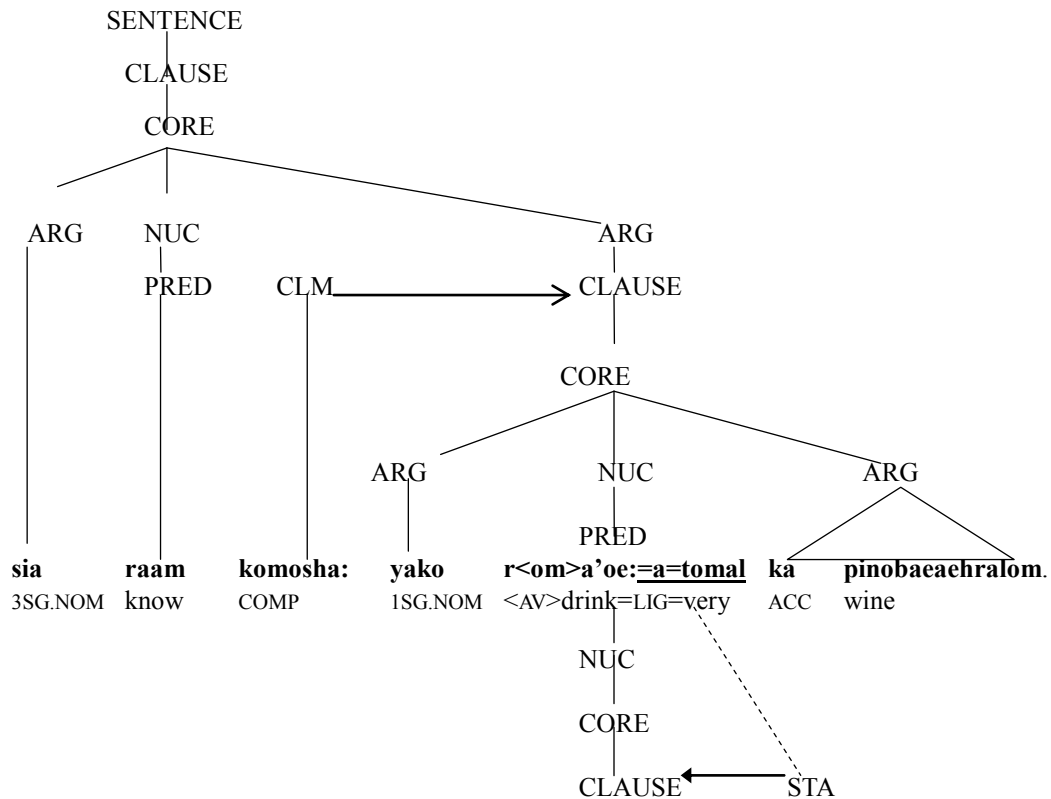 SENTENCE
CLAUSE
CORE
ARG NUC ARG
PRED CLM CLAUSE
CORE
ARG NUC ARG
PRED
sia raam komosha: yako r<om>a’oe:=a=tomal ka pinobaeaehralom.
3SG.NOM know COMP 1SG.NOM <AV>drink=LIG=very ACC wine
NUC
CORE
CLAUSE STA